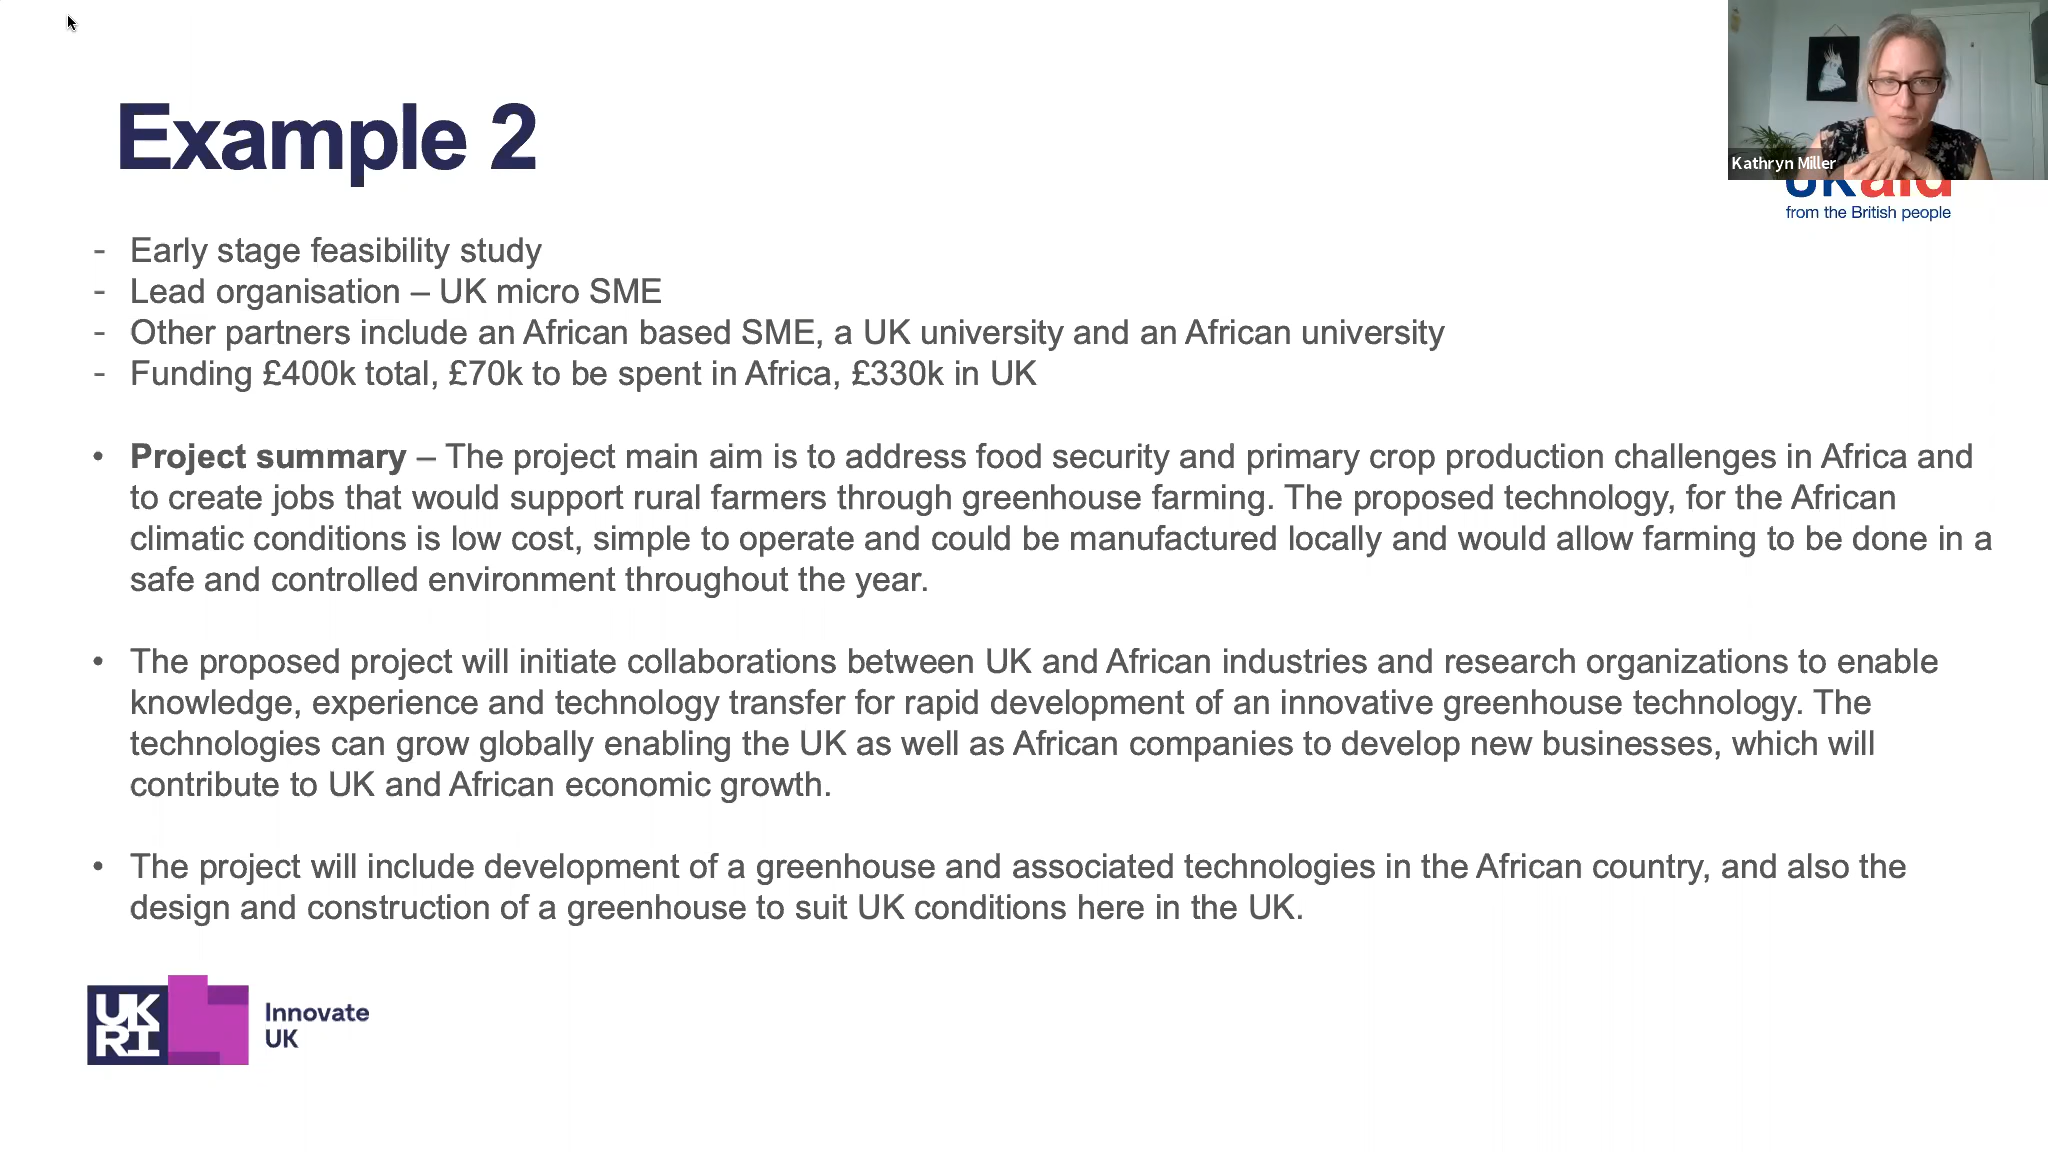 Example 2
Kathryn Miller
ukaid
from the British people
- Early stage feasibility study
- Lead organisation – UK micro SME
- Other partners include an African based SME, a UK university and an African university
- Funding £400k total, £70k to be spent in Africa, £330k in UK
• Project summary – The project main aim is to address food security and primary crop production challenges in Africa and
to create jobs that would support rural farmers through greenhouse farming. The proposed technology, for the African
climatic conditions is low cost, simple to operate and could be manufactured locally and would allow farming to be done in a
safe and controlled environment throughout the year.
• The proposed project will initiate collaborations between UK and African industries and research organizations to enable
knowledge, experience and technology transfer for rapid development of an innovative greenhouse technology. The
technologies can grow globally enabling the UK as well as African companies to develop new businesses, which will
contribute to UK and African economic growth.
• The project will include development of a greenhouse and associated technologies in the African country, and also the
design and construction of a greenhouse to suit UK conditions here in the UK.
UK
RI
Innovate
UK